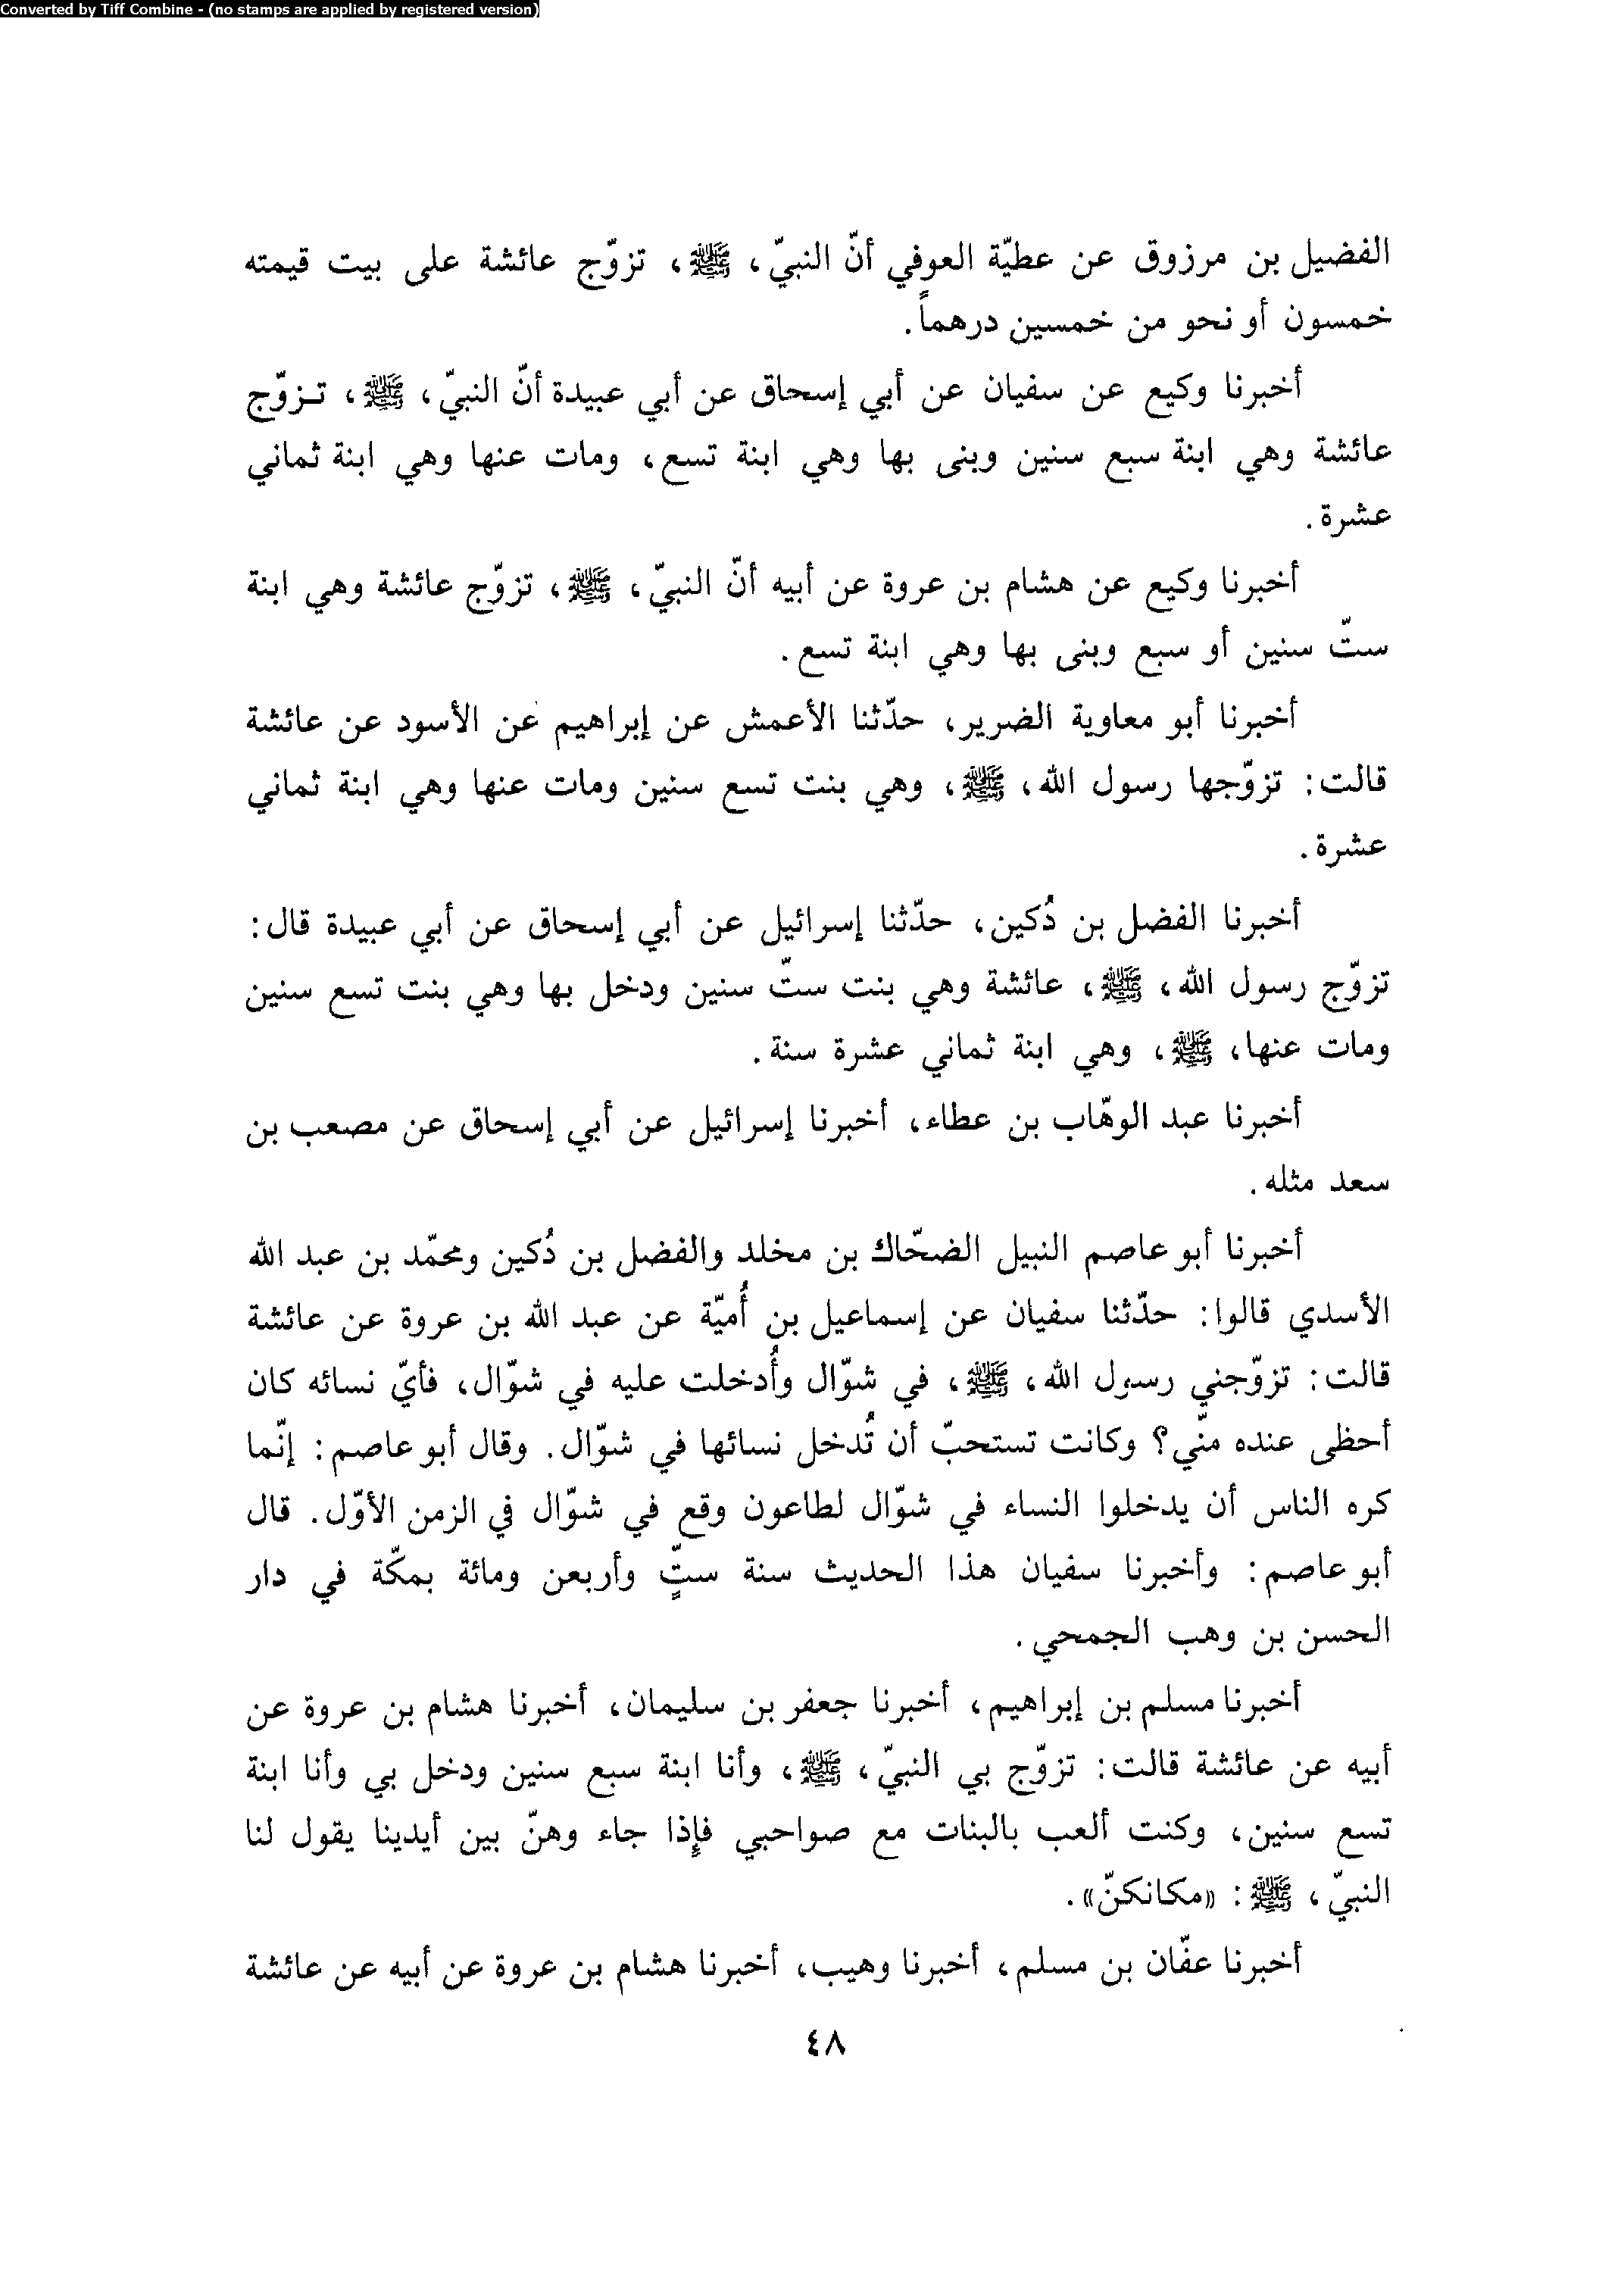 Converted by Tiff Combine - (no stamps are applied by registered version)
الفضيل بن مرزوق عن عطيّة العوفي أنّ النبيّ، ﷺ، تزوّج عائشة على بيت قيمته
خمسون أو نحو من خمسين درهماً.
أخبرنا وكيع عن سفيان عن أبي إسحاق عن أبي عبيدة أنّ النبيّ، ﷺ، تـزوّج
عائشة وهي ابنة سبع سنين وبنى بها وهي ابنة تسع، ومات عنها وهي ابنة ثماني
عشرة.
أخبرنا وكيع عن هشام بن عروة عن أبيه أنّ النبيّ، ﷺ، تزوّج عائشة وهي ابنة
ستّ سنين أو سبع وبنى بها وهي ابنة تسع.
أخبرنا أبو معاوية الضرير، حدّثنا الأعمش عن إبراهيم عن الأسود عن عائشة
قالت: تزوّجها رسول الله، ﷺ، وهي بنت تسع سنين ومات عنها وهي ابنة ثماني
عشرة.
أخبرنا الفضل بن دُكين، حدّثنا إسرائيل عن أبي إسحاق عن أبي عبيدة قال:
تزوّج رسول الله، ﷺ، عائشة وهي بنت ستّ سنين ودخل بها وهي بنت تسع سنين
ومات عنها، ﷺ، وهي ابنة ثماني عشرة سنة.
أخبرنا عبد الوهّاب بن عطاء، أخبرنا إسرائيل عن أبي إسحاق عن مصعب بن
سعد مثله.
أخبرنا أبو عاصم النبيل الضحّاك بن مخلد والفضل بن دُكين ومحمّد بن عبد الله
الأسدي قالوا: حدّثنا سفيان عن إسماعيل بن أُميّة عن عبد الله بن عروة عن عائشة
قالت: تزوّجني رسول الله، ﷺ، في شوّال وأُدخلت عليه في شوّال، فأيّ نسائه كان
أحظى عنده منّي؟ وكانت تستحبّ أن تُدخل نسائها في شوّال. وقال أبو عاصم: إنّما
كره الناس أن يدخلوا النساء في شوّال لطاعون وقع في شوّال في الزمن الأوّل. قال
أبو عاصم: وأخبرنا سفيان هذا الحديث سنة ستٍّ وأربعن ومائة بمكّة في دار
الحسن بن وهب الجمحي.
أخبرنا مسلم بن إبراهيم، أخبرنا جعفر بن سليمان، أخبرنا هشام بن عروة عن
أبيه عن عائشة قالت: تزوّج بي النبيّ، ﷺ، وأنا ابنة سبع سنين ودخل بي وأنا ابنة
تسع سنين، وكنت ألعب بالبنات مع صواحبي فإذا جاء وهنّ بين أيدينا يقول لنا
النبيّ، ﷺ: «مكانكنّ».
أخبرنا عفّان بن مسلم، أخبرنا وهيب، أخبرنا هشام بن عروة عن أبيه عن عائشة
٤٨